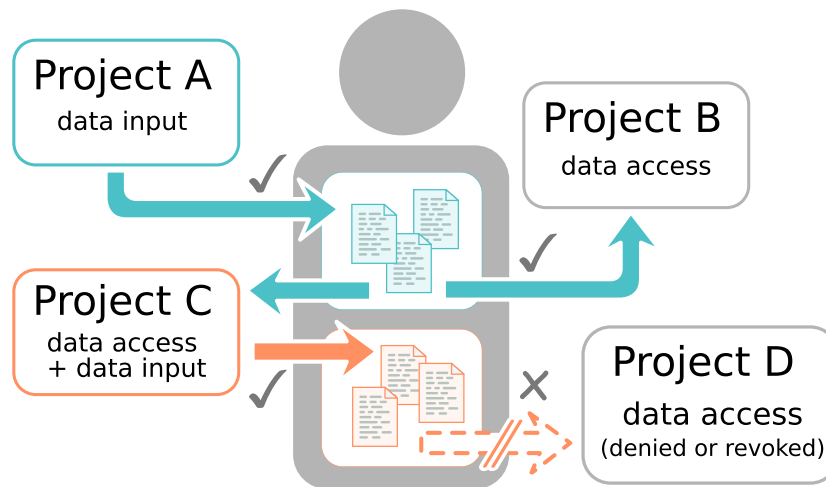 Project A
data input
Project B
data access
Project C
data access
+ data input
Project D
data access
(denied or revoked)